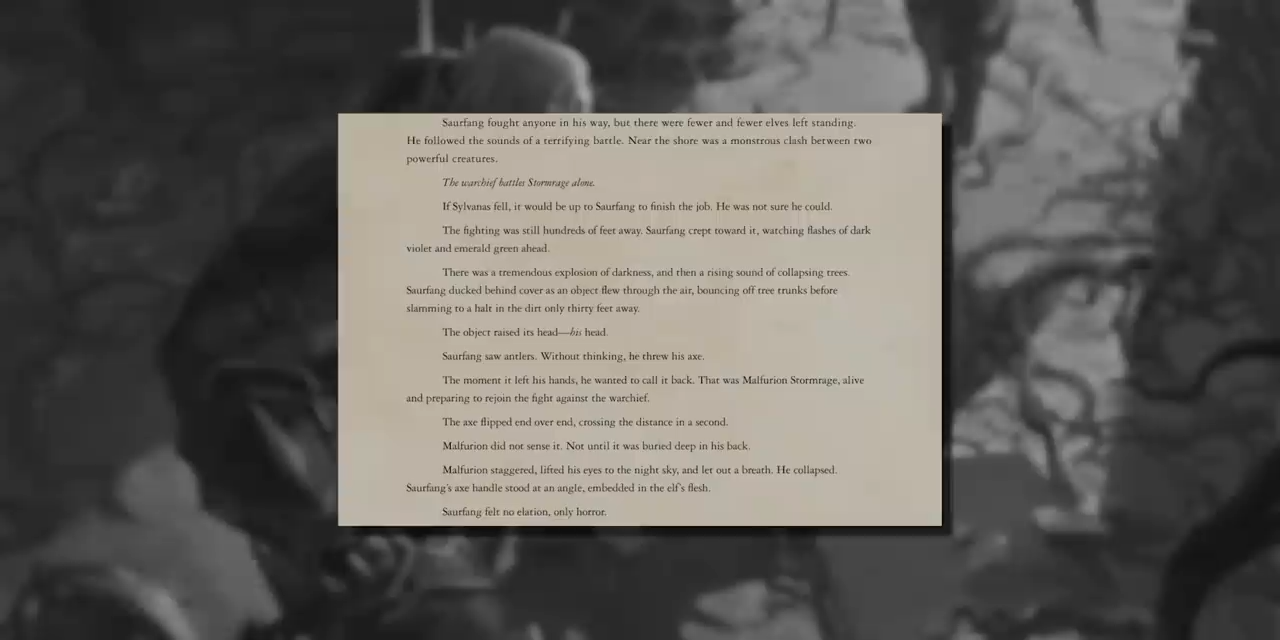 Saurfang fought anyone in his way, but there were fewer and fewer elves left standing.
He followed the sounds of a terrifying battle. Near the shore was a monstrous clash between two
powerful creatures.
The warchief battles Stormrage alone.
If Sylvanas fell, it would be up to Saurfang to finish the job. He was not sure he could.
The fighting was still hundreds of feet away. Saurfang crept toward it, watching flashes of dark
violet and emerald green ahead.
There was a tremendous explosion of darkness, and then a rising sound of collapsing trees.
Saurfang ducked behind cover as an object flew through the air, bouncing off tree trunks before
slamming to a halt in the dirt only thirty feet away.
The object raised its head—his head.
Saurfang saw antlers. Without thinking, he threw his axe.
The moment it left his hands, he wanted to call it back. That was Malfurion Stormrage, alive
and preparing to rejoin the fight against the warchief.
The axe flipped end over end, crossing the distance in a second.
Malfurion did not sense it. Not until it was buried deep in his back.
Malfurion staggered, lifted his eyes to the night sky, and let out a breath. He collapsed.
Saurfang's axe handle stood at an angle, embedded in the elf's flesh.
Saurfang felt no elation, only horror.